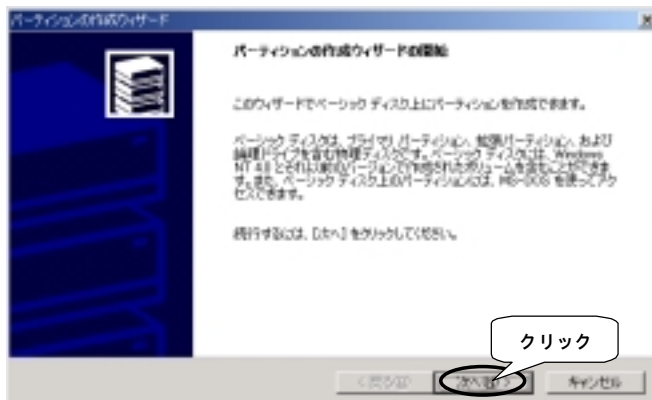 パーティションの作成ウィザード
パーティションの作成ウィザードの開始
このウィザードでベーシック ディスク上にパーティションを作成できます。
ベーシック ディスクは、プライマリ パーティション、拡張パーティション、および
論理ドライブを含む物理ディスクです。ベーシック ディスクには、Windows
NT 4.0 とそれ以前のバージョンで作成されたボリュームを含むことができま
す。また、ベーシック ディスク上のパーティションには、MS-DOS を使ってアク
セスできます。
続行するには、[次へ] をクリックしてください。
クリック
< 戻る(B)
次へ(N) >
キャンセル